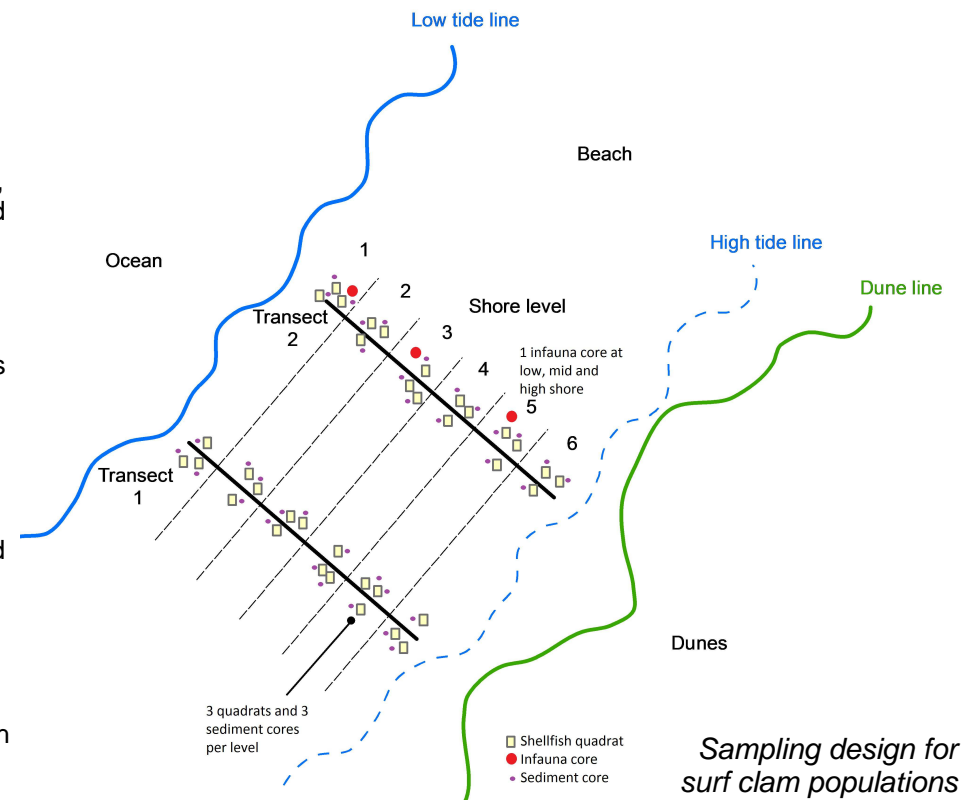 Low tide line
Beach
,
d
High tide line
Ocean
1
Dune line
2
Shore level
Transect
2
3
1 infauna core at
low, mid and
high shore
s
4
5
6
Transect
1
d
Dunes
3 quadrats and 3
sediment cores
per level
n
Shellfish quadrat
Infauna core
Sediment core
Sampling design for
surf clam populations